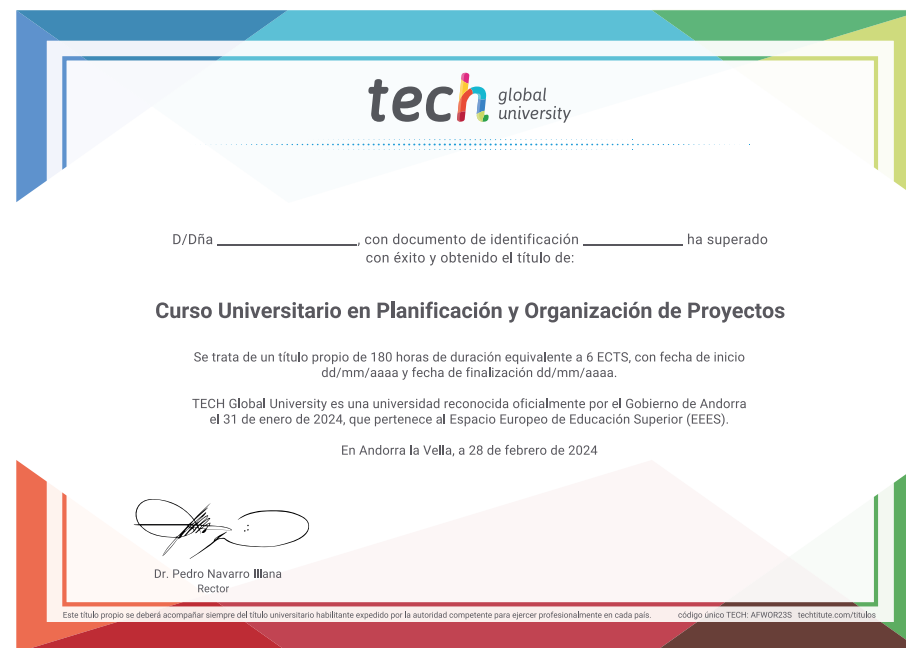 tech global university
D/Dña ____________________, con documento de identificación ______________ ha superado
con éxito y obtenido el título de:
Curso Universitario en Planificación y Organización de Proyectos
Se trata de un título propio de 180 horas de duración equivalente a 6 ECTS, con fecha de inicio
dd/mm/aaaa y fecha de finalización dd/mm/aaaa.
TECH Global University es una universidad reconocida oficialmente por el Gobierno de Andorra
el 31 de enero de 2024, que pertenece al Espacio Europeo de Educación Superior (EEES).
En Andorra la Vella, a 28 de febrero de 2024
Dr. Pedro Navarro Illana
Rector
Este título propio se deberá acompañar siempre del título universitario habilitante expedido por la autoridad competente para ejercer profesionalmente en cada país. código único TECH: AFWOR23S techtitute.com/titulos